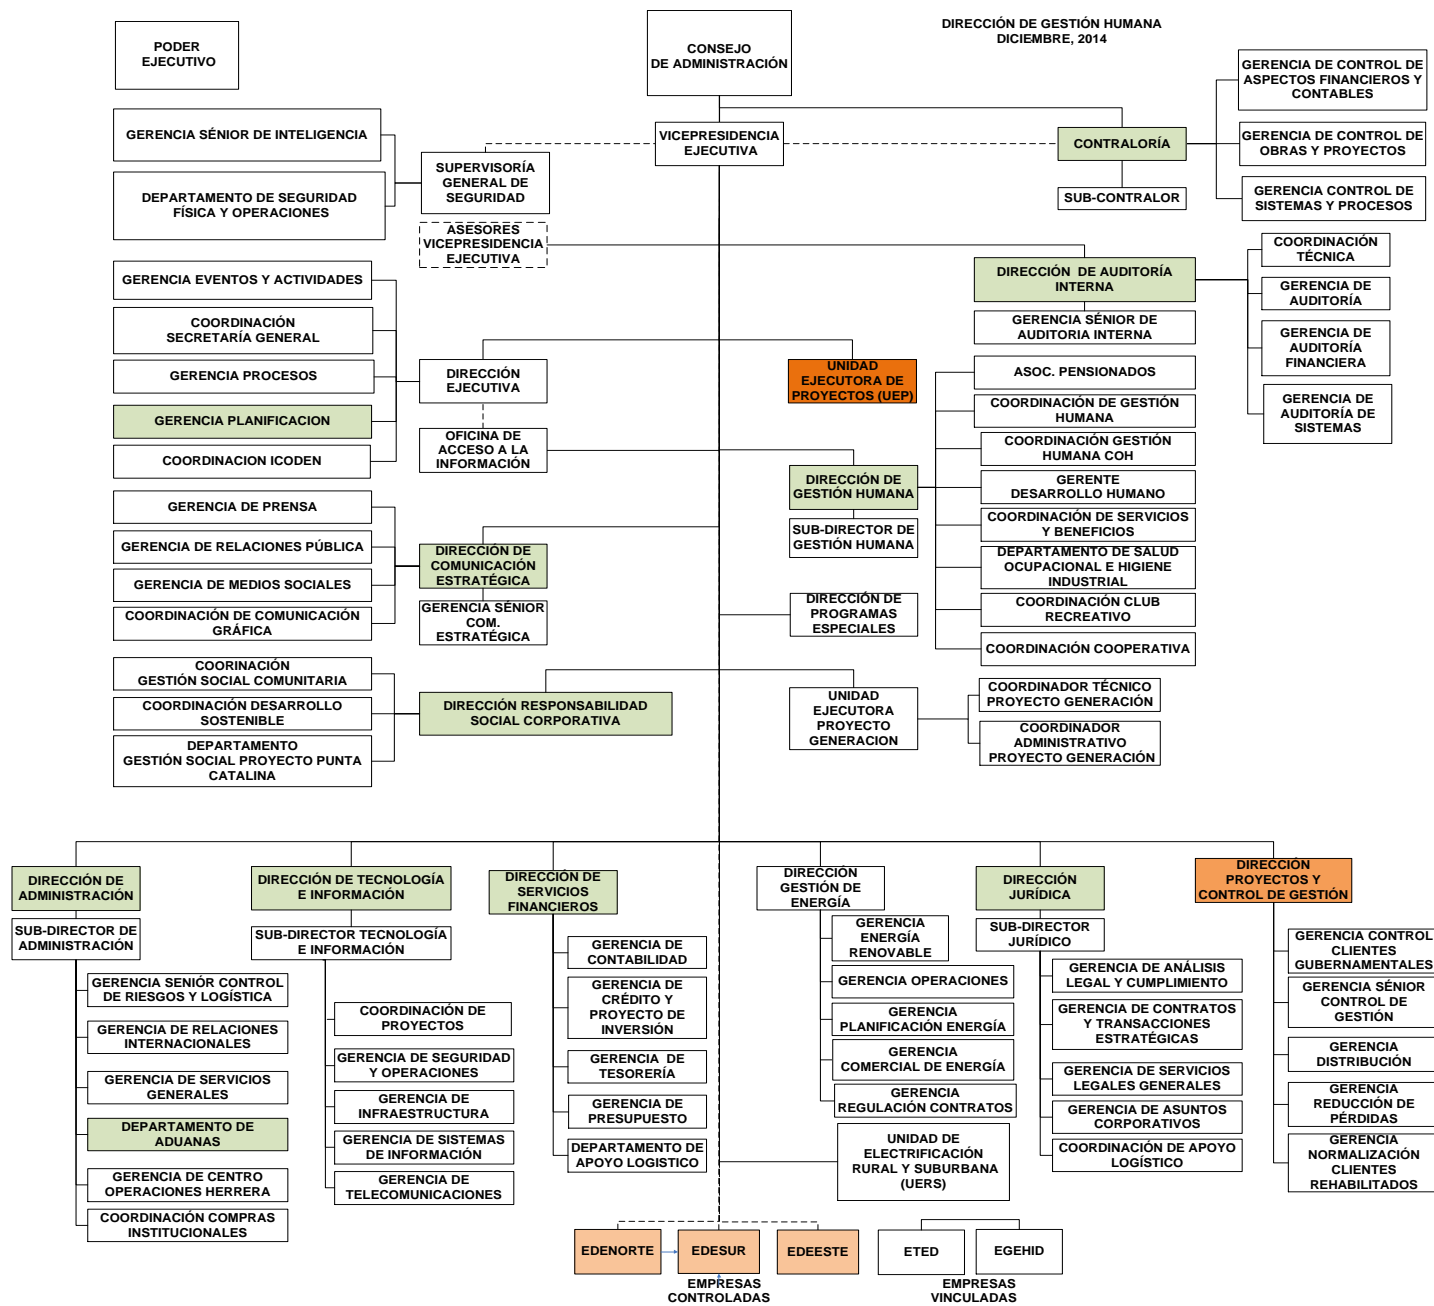 DIRECCIÓN DE GESTIÓN HUMANA
DICIEMBRE, 2014
PODER
EJECUTIVO
CONSEJO
DE ADMINISTRACIÓN
VICEPRESIDENCIA
EJECUTIVA
GERENCIA SÉNIOR DE INTELIGENCIA
DEPARTAMENTO DE SEGURIDAD
FÍSICA Y OPERACIONES
SUPERVISORÍA
GENERAL DE
SEGURIDAD
ASESORES
VICEPRESIDENCIA
EJECUTIVA
CONTRALORÍA
SUB-CONTRALOR
GERENCIA DE CONTROL DE
ASPECTOS FINANCIEROS Y
CONTABLES
GERENCIA DE CONTROL DE
OBRAS Y PROYECTOS
GERENCIA CONTROL DE
SISTEMAS Y PROCESOS
DIRECCIÓN DE AUDITORÍA
INTERNA
GERENCIA SÉNIOR DE
AUDITORIA INTERNA
COORDINACIÓN
TÉCNICA
GERENCIA DE
AUDITORÍA
GERENCIA DE
AUDITORÍA
FINANCIERA
GERENCIA DE
AUDITORÍA DE
SISTEMAS
GERENCIA EVENTOS Y ACTIVIDADES
COORDINACIÓN
SECRETARÍA GENERAL
GERENCIA PROCESOS
GERENCIA PLANIFICACION
COORDINACION ICODEN
DIRECCIÓN
EJECUTIVA
OFICINA DE
ACCESO A LA
INFORMACIÓN
UNIDAD
EJECUTORA DE
PROYECTOS (UEP)
DIRECCIÓN DE
GESTIÓN HUMANA
SUB-DIRECTOR DE
GESTIÓN HUMANA
ASOC. PENSIONADOS
COORDINACIÓN DE GESTIÓN
HUMANA
COORDINACIÓN GESTIÓN
HUMANA COH
GERENTE
DESARROLLO HUMANO
COORDINACIÓN DE SERVICIOS
Y BENEFICIOS
DEPARTAMENTO DE SALUD
OCUPACIONAL E HIGIENE
INDUSTRIAL
COORDINACIÓN CLUB
RECREATIVO
COORDINACIÓN COOPERATIVA
GERENCIA DE PRENSA
GERENCIA DE RELACIONES PÚBLICA
GERENCIA DE MEDIOS SOCIALES
COORDINACIÓN DE COMUNICACIÓN
GRÁFICA
DIRECCIÓN DE
COMUNICACIÓN
ESTRATÉGICA
GERENCIA SÉNIOR
COM.
ESTRATÉGICA
DIRECCIÓN DE
PROGRAMAS
ESPECIALES
COORINACIÓN
GESTIÓN SOCIAL COMUNITARIA
COORDINACIÓN DESARROLLO
SOSTENIBLE
DEPARTAMENTO
GESTIÓN SOCIAL PROYECTO PUNTA
CATALINA
DIRECCIÓN RESPONSABILIDAD
SOCIAL CORPORATIVA
UNIDAD
EJECUTORA
PROYECTO
GENERACION
COORDINADOR TÉCNICO
PROYECTO GENERACIÓN
COORDINADOR
ADMINISTRATIVO
PROYECTO GENERACIÓN
DIRECCIÓN DE
ADMINISTRACIÓN
SUB-DIRECTOR DE
ADMINISTRACIÓN
GERENCIA SENIÓR CONTROL
DE RIESGOS Y LOGÍSTICA
GERENCIA DE RELACIONES
INTERNACIONALES
GERENCIA DE SERVICIOS
GENERALES
DEPARTAMENTO DE
ADUANAS
GERENCIA DE CENTRO
OPERACIONES HERRERA
COORDINACIÓN COMPRAS
INSTITUCIONALES
DIRECCIÓN DE TECNOLOGÍA
E INFORMACIÓN
SUB-DIRECTOR TECNOLOGÍA
E INFORMACIÓN
COORDINACIÓN DE
PROYECTOS
GERENCIA DE SEGURIDAD
Y OPERACIONES
GERENCIA DE
INFRAESTRUCTURA
GERENCIA DE SISTEMAS
DE INFORMACIÓN
GERENCIA DE
TELECOMUNICACIONES
DIRECCIÓN DE
SERVICIOS
FINANCIEROS
GERENCIA DE
CONTABILIDAD
GERENCIA DE
CRÉDITO Y
PROYECTO DE
INVERSIÓN
GERENCIA DE
TESORERÍA
GERENCIA DE
PRESUPUESTO
DEPARTAMENTO DE
APOYO LOGISTICO
DIRECCIÓN
GESTIÓN DE
ENERGÍA
GERENCIA
ENERGÍA
RENOVABLE
GERENCIA OPERACIONES
GERENCIA
PLANIFICACIÓN ENERGÍA
GERENCIA
COMERCIAL DE ENERGÍA
GERENCIA
REGULACIÓN CONTRATOS
UNIDAD DE
ELECTRIFICACIÓN
RURAL Y SUBURBANA
(UERS)
DIRECCIÓN
JURÍDICA
SUB-DIRECTOR
JURÍDICO
GERENCIA DE ANÁLISIS
LEGAL Y CUMPLIMIENTO
GERENCIA DE CONTRATOS
Y TRANSACCIONES
ESTRATÉGICAS
GERENCIA DE SERVICIOS
LEGALES GENERALES
GERENCIA DE ASUNTOS
CORPORATIVOS
COORDINACIÓN DE APOYO
LOGÍSTICO
DIRECCIÓN
PROYECTOS Y
CONTROL DE GESTIÓN
GERENCIA CONTROL
CLIENTES
GUBERNAMENTALES
GERENCIA SÉNIOR
CONTROL DE
GESTIÓN
GERENCIA
DISTRIBUCIÓN
GERENCIA
REDUCCIÓN DE
PÉRDIDAS
GERENCIA
NORMALIZACIÓN
CLIENTES
REHABILITADOS
EDENORTE
EDESUR
EDEESTE
EMPRESAS
CONTROLADAS
ETED
EGEHID
EMPRESAS
VINCULADAS